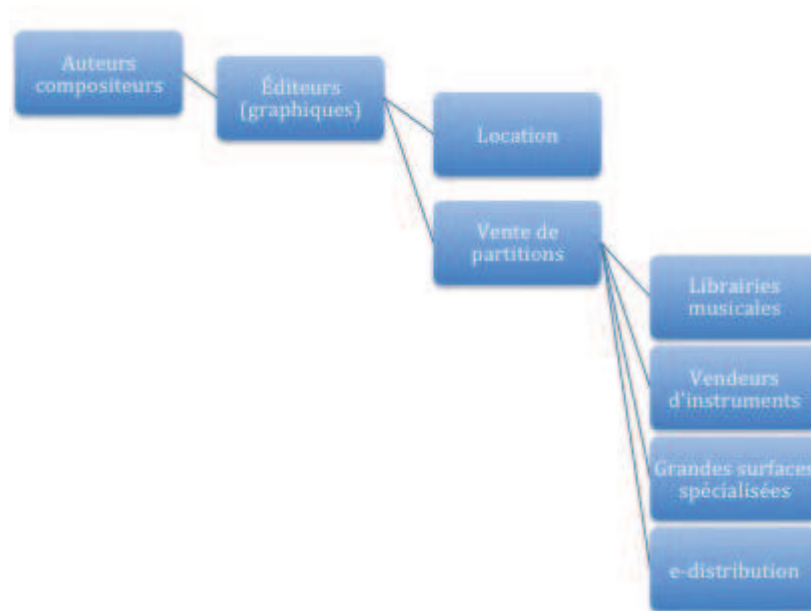 Auteurs
compositeurs
Éditeurs
(graphiques)
Location
Vente de
partitions
Librairies
musicales
Vendeurs
d'instruments
Grandes surfaces
spécialisées
e-distribution